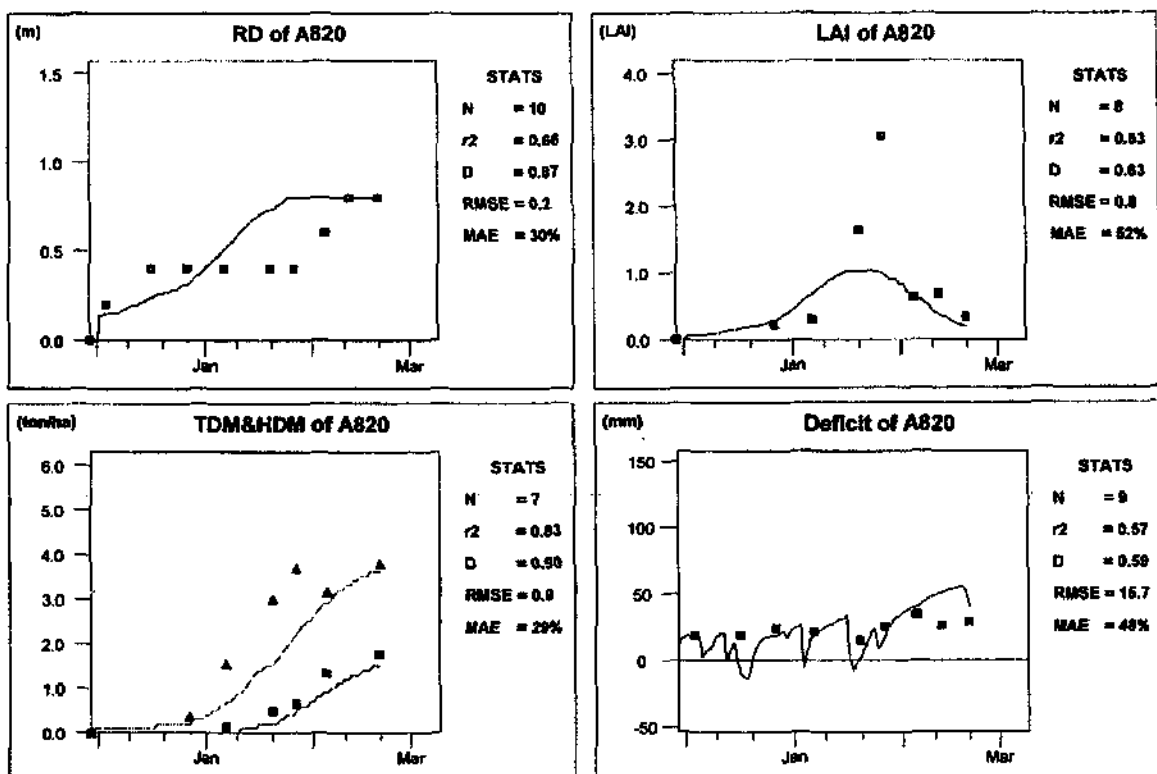 (m) RD of A820
1.5
1.0
0.5
0.0
Jan Mar
STATS
N = 10
r2 = 0.66
D = 0.87
RMSE = 0.2
MAE = 30%
(LAI) LAI of A820
4.0
3.0
2.0
1.0
0.0
Jan Mar
STATS
N = 8
r2 = 0.53
D = 0.63
RMSE = 0.8
MAE = 52%
(ton/ha) TDM&HDM of A820
6.0
5.0
4.0
3.0
2.0
1.0
0.0
Jan Mar
STATS
N = 7
r2 = 0.83
D = 0.90
RMSE = 0.9
MAE = 29%
(mm) Deficit of A820
150
100
50
0
-50
Jan Mar
STATS
N = 9
r2 = 0.57
D = 0.59
RMSE = 15.7
MAE = 48%